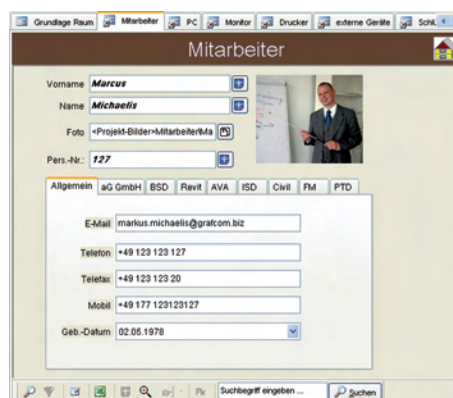 Grundlage Raum Mitarbeiter PC Monitor Drucker externe Geräte
Mitarbeiter
Vorname Marcus
Name Michaelis
Foto <Projekt-Bilder>Mitarbeiter\Ma
Pers.-Nr.: 127
Allgemein aG GmbH BSD Revit AVA ISD Civil FM PTD
E-Mail markus.michaelis@grafcom.biz
Telefon +49 123 123 127
Telefax +49 123 123 20
Mobil +49 177 123123127
Geb.-Datum 02.05.1978
Suchbegriff eingeben ... Suchen